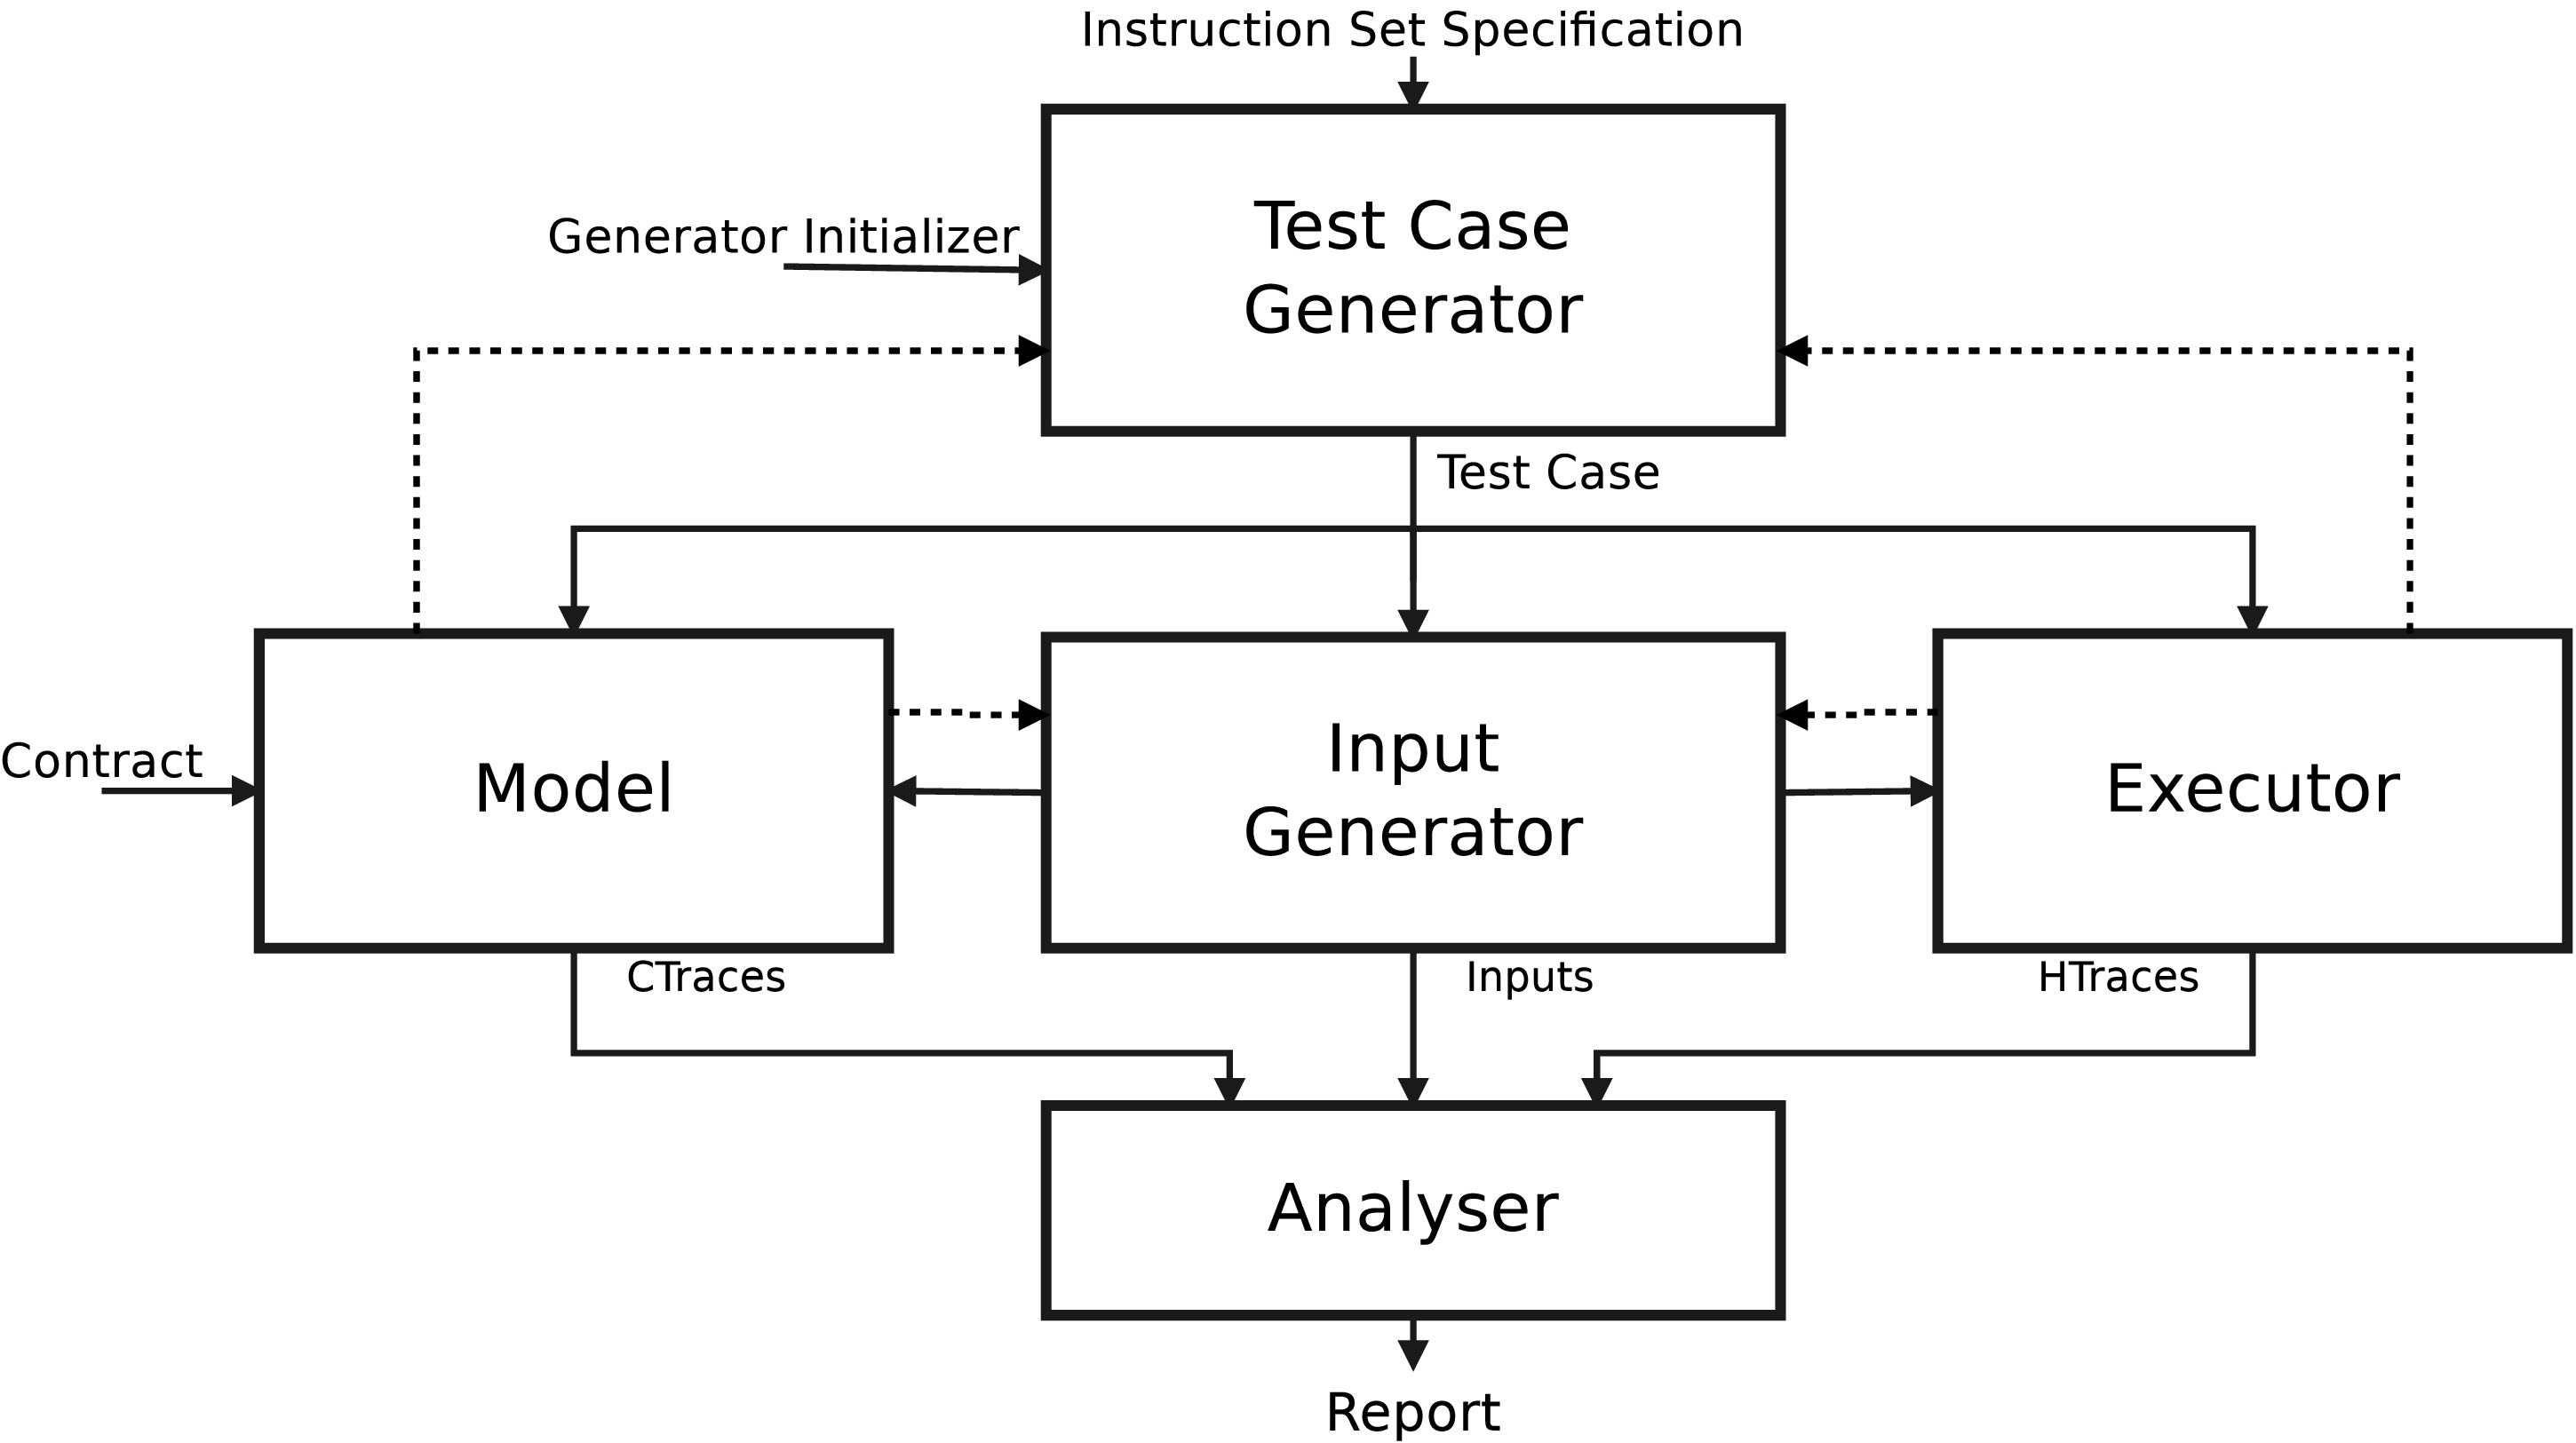 Instruction Set Specification
Generator Initializer
Test Case
Generator
Test Case
Contract
Model
Input
Generator
Executor
CTraces
Inputs
HTraces
Analyser
Report